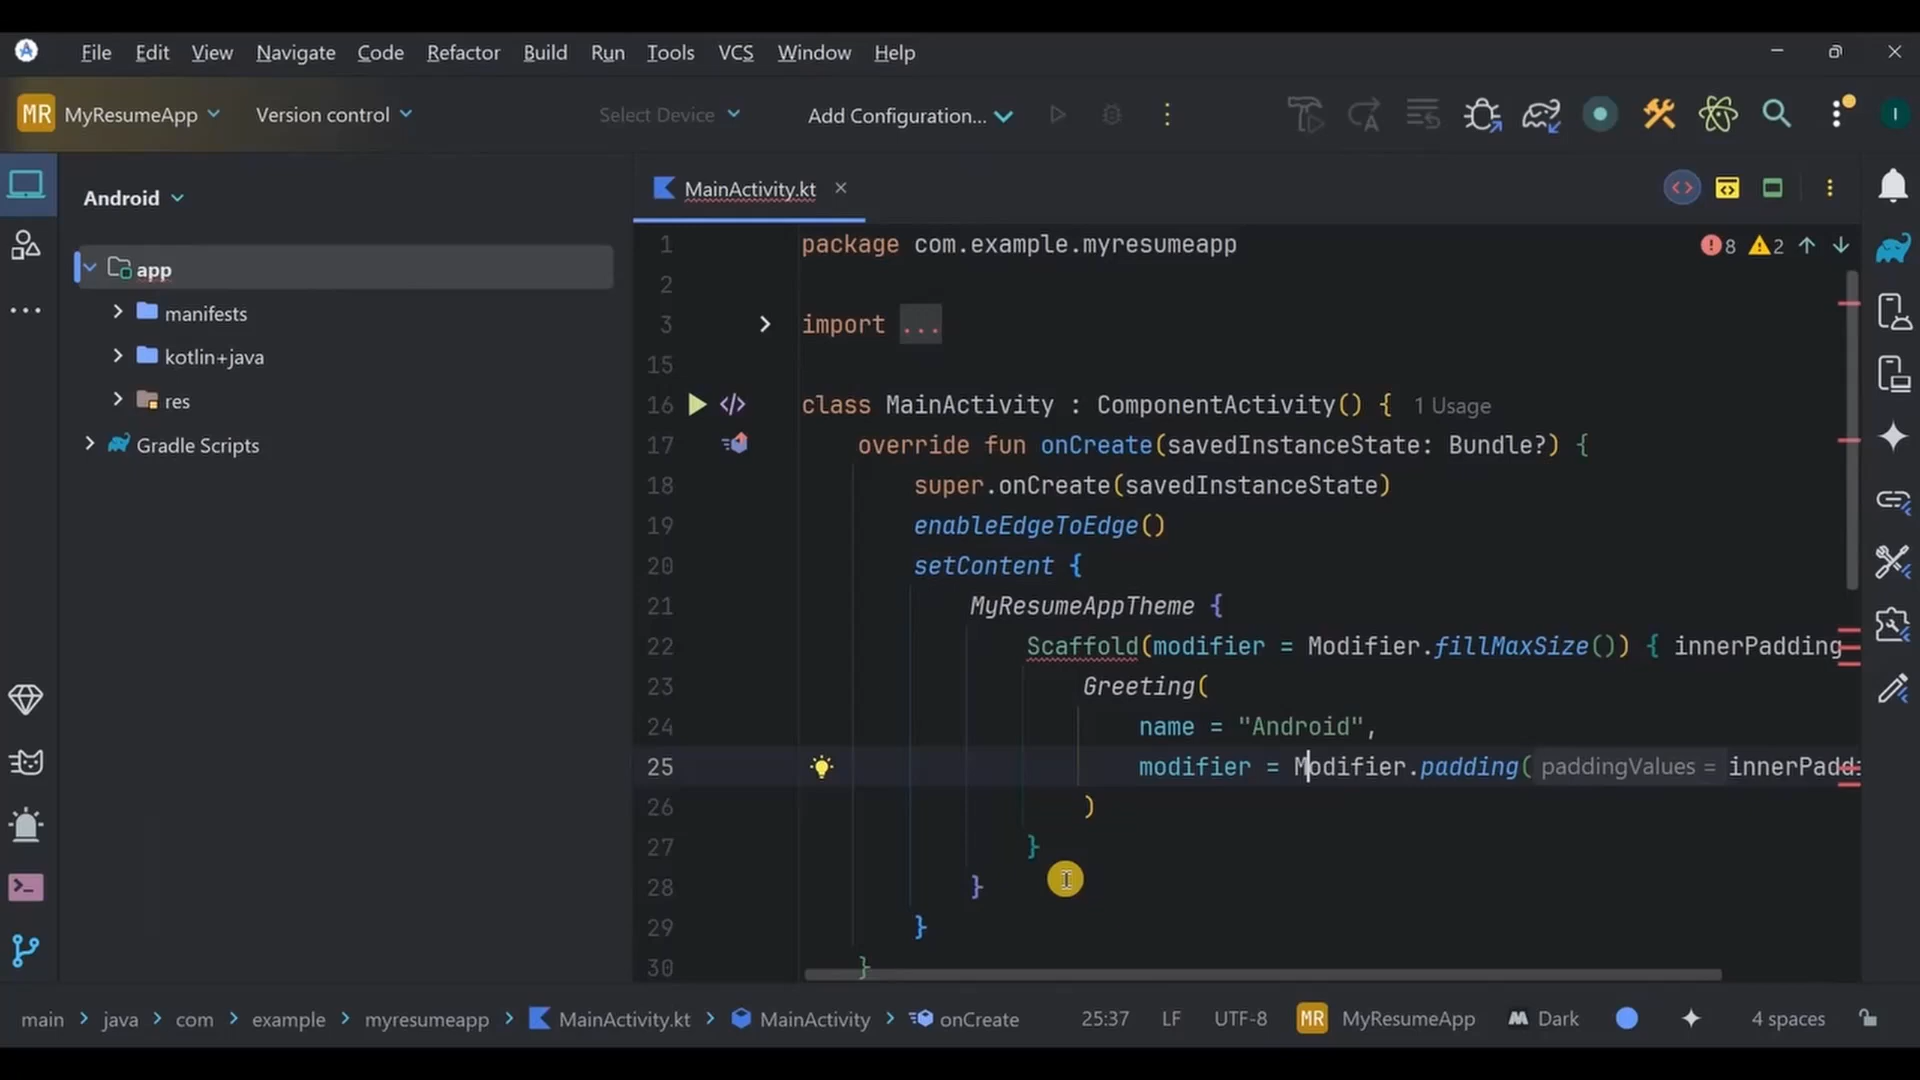 File Edit View Navigate Code Refactor Build Run Tools VCS Window Help
MR MyResumeApp Version control Select Device Add Configuration... I
Android
app
manifests
kotlin+java
res
Gradle Scripts
MainActivity.kt
8 2
1 package com.example.myresumeapp
2
3 import ...
15
16 class MainActivity : ComponentActivity() { 1 Usage
17 override fun onCreate(savedInstanceState: Bundle?) {
18 super.onCreate(savedInstanceState)
19 enableEdgeToEdge()
20 setContent {
21 MyResumeAppTheme {
22 Scaffold(modifier = Modifier.fillMaxSize()) { innerPadding
23 Greeting(
24 name = "Android",
25 modifier = Modifier.padding( paddingValues = innerPaddi
26 )
27 }
28 }
29 }
30 }
main java com example myresumeapp MainActivity.kt MainActivity onCreate 25:37 LF UTF-8 MR MyResumeApp Dark 4 spaces